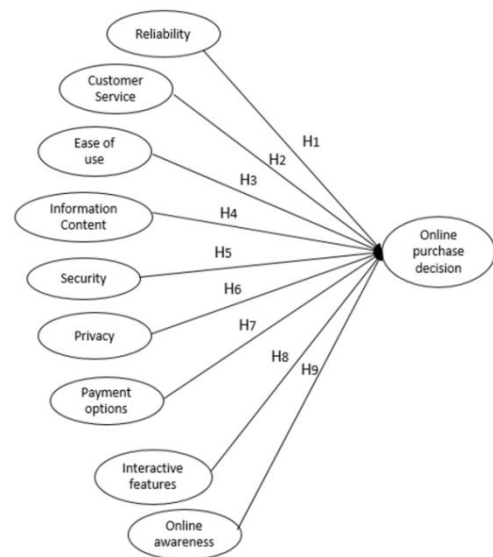 Reliability
H1
Customer
Service
H2
Ease of
use
H3
Information
Content
H4
Online
purchase
decision
Security
H5
Privacy
H6
Payment
options
H7
Interactive
features
H8
Online
awareness
H9